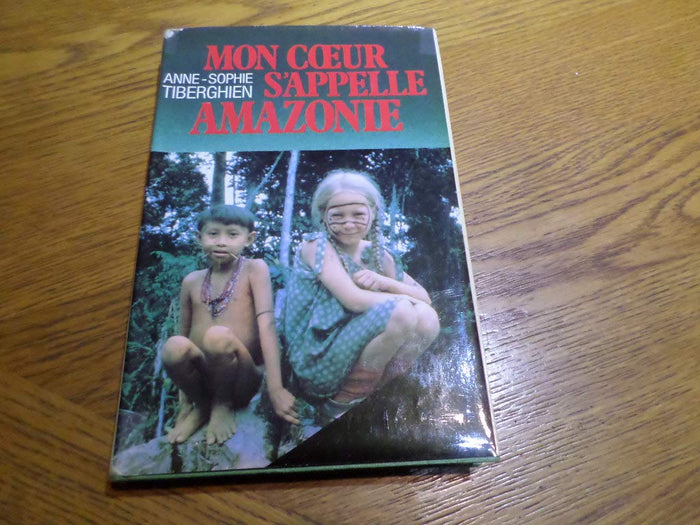 MON CŒUR
ANNE-SOPHIE
TIBERGHIEN
S'APPELLE
AMAZONIE